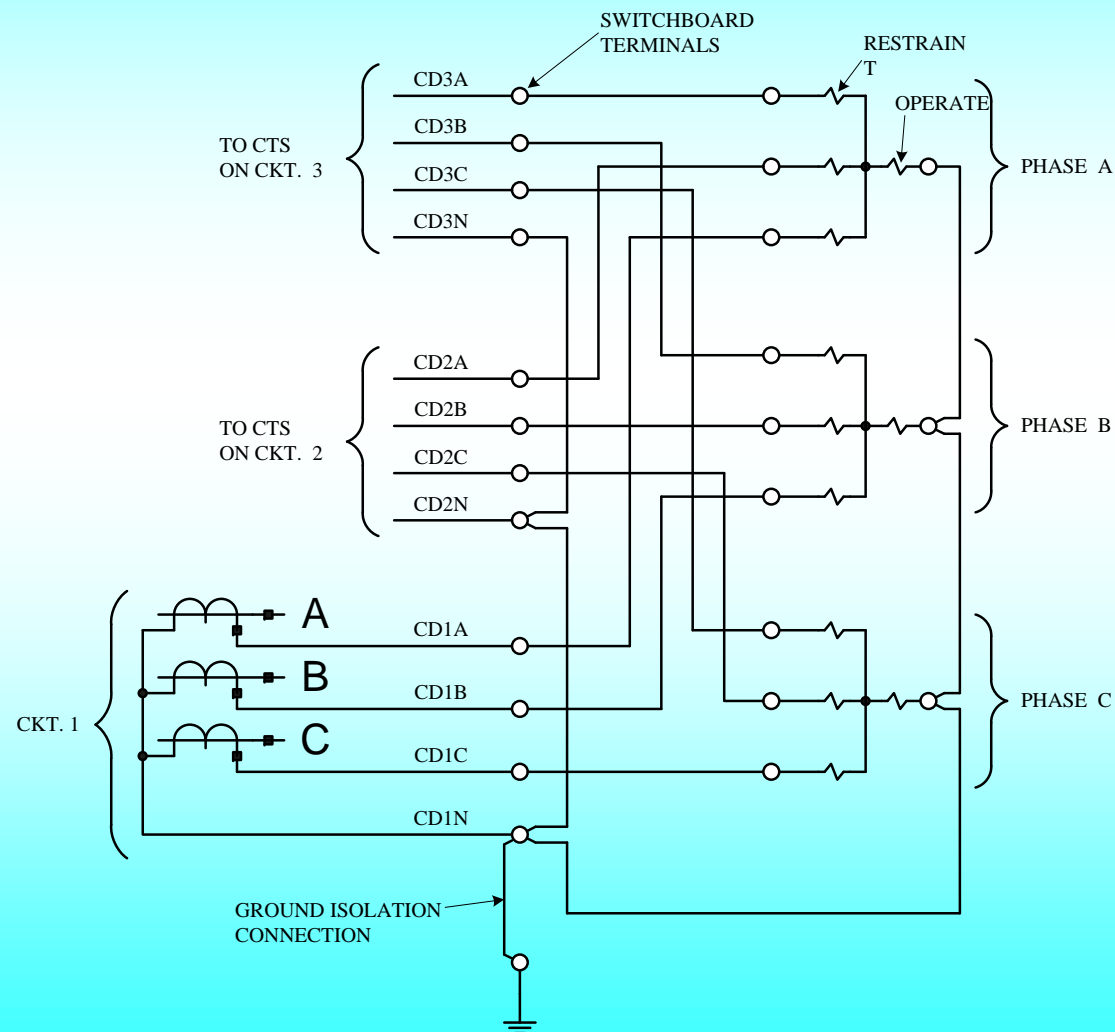 SWITCHBOARD
TERMINALS
RESTRAIN
T
OPERATE
CD3A
CD3B
CD3C
CD3N
TO CTS
ON CKT. 3
PHASE A
CD2A
CD2B
CD2C
CD2N
TO CTS
ON CKT. 2
PHASE B
A
B
C
CD1A
CD1B
CD1C
CD1N
CKT. 1
PHASE C
GROUND ISOLATION
CONNECTION